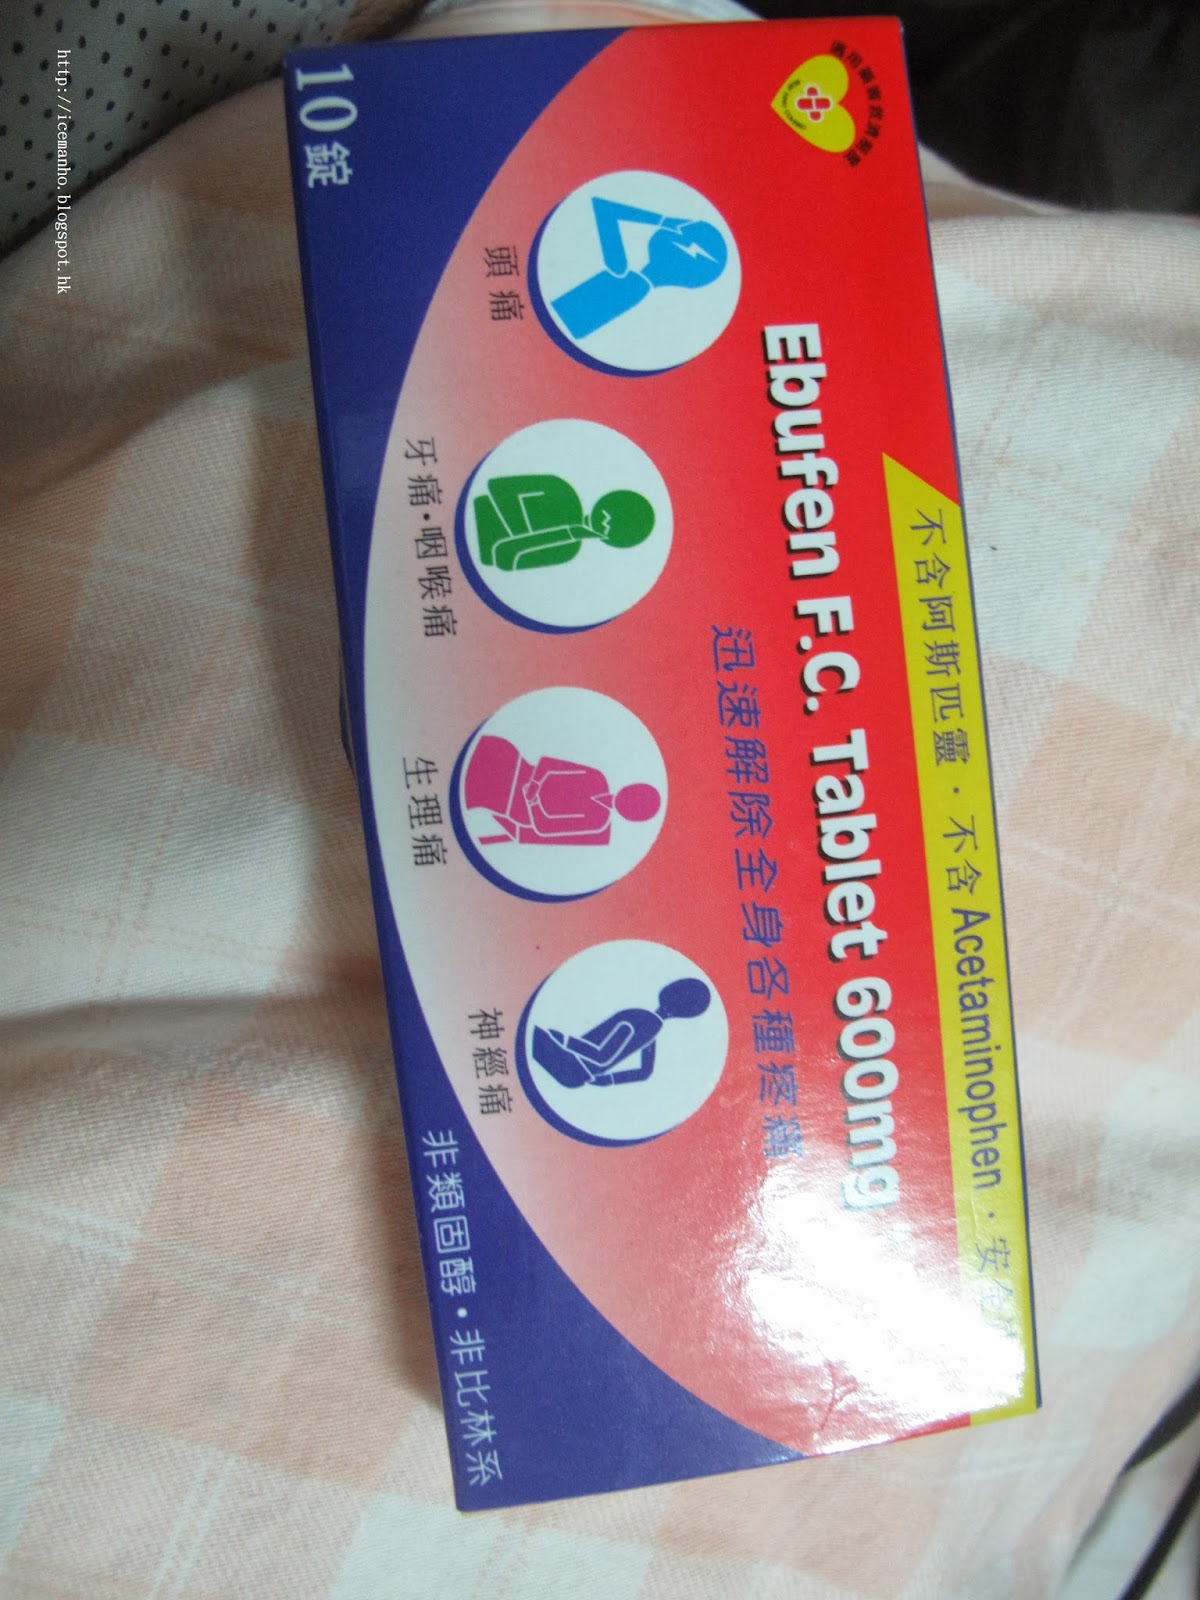 http://icemanho.blogspot.hk
不含阿斯匹靈・不含Acetaminophen・安
Ebufen F.C. Tablet 600mg
迅速解除全身各種疼痛
頭痛
牙痛・咽喉痛
生理痛
神經痛
10錠
非類固醇・非比林系